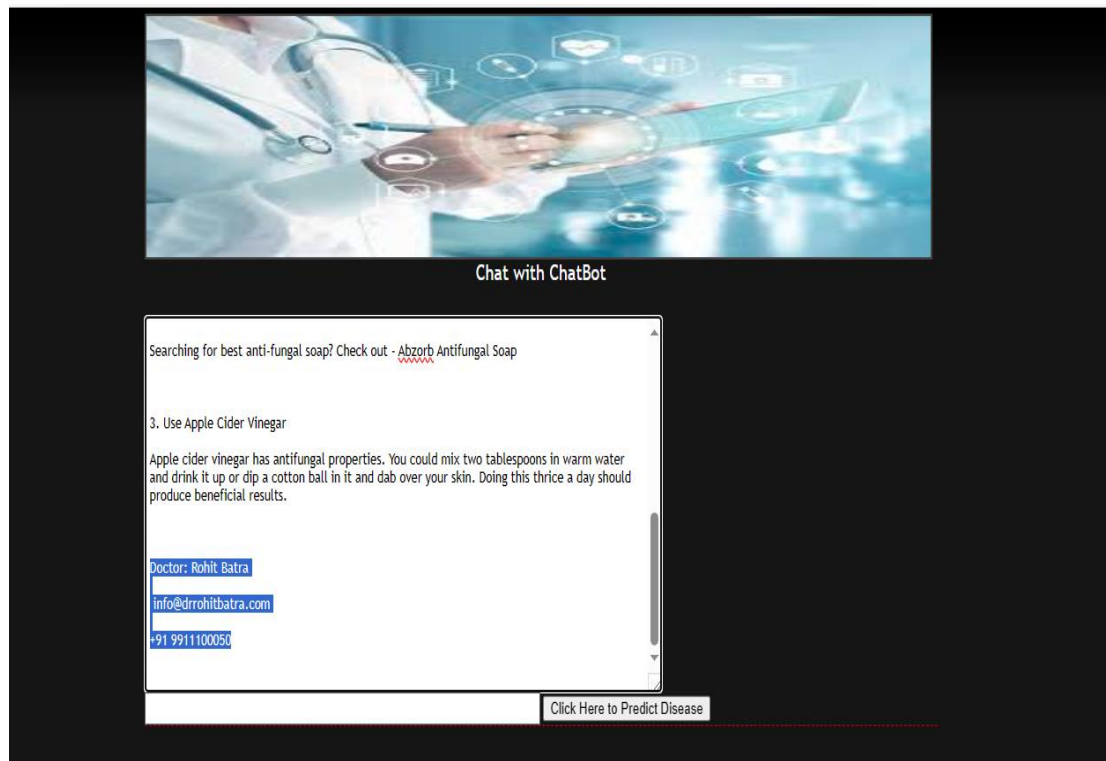 Chat with ChatBot
Searching for best anti-fungal soap? Check out - Abzorb Antifungal Soap
3. Use Apple Cider Vinegar
Apple cider vinegar has antifungal properties. You could mix two tablespoons in warm water
and drink it up or dip a cotton ball in it and dab over your skin. Doing this thrice a day should
produce beneficial results.
Doctor: Rohit Batra
info@drrohitbatra.com
+91 9911100050
Click Here to Predict Disease